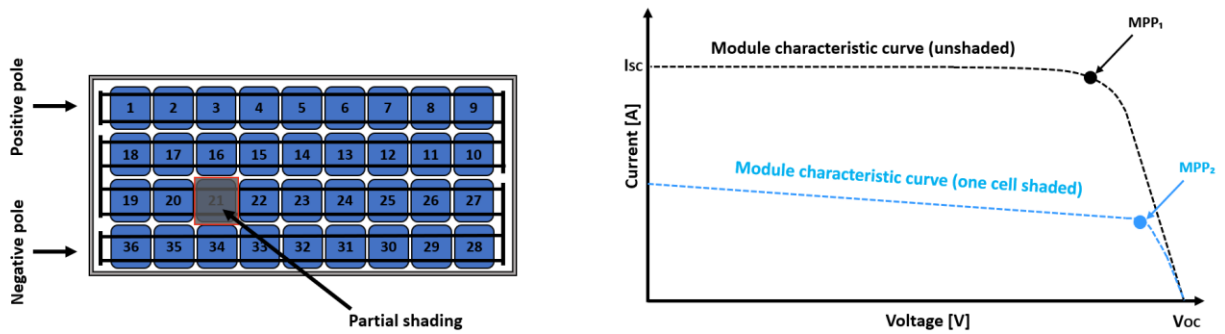 Positive pole
Negative pole
1 2 3 4 5 6 7 8 9
18 17 16 15 14 13 12 11 10
19 20 21 22 23 24 25 26 27
36 35 34 33 32 31 30 29 28
Partial shading
MPP₁
Module characteristic curve (unshaded)
Isc
Current [A]
Module characteristic curve (one cell shaded)
MPP₂
Voltage [V]
Voc